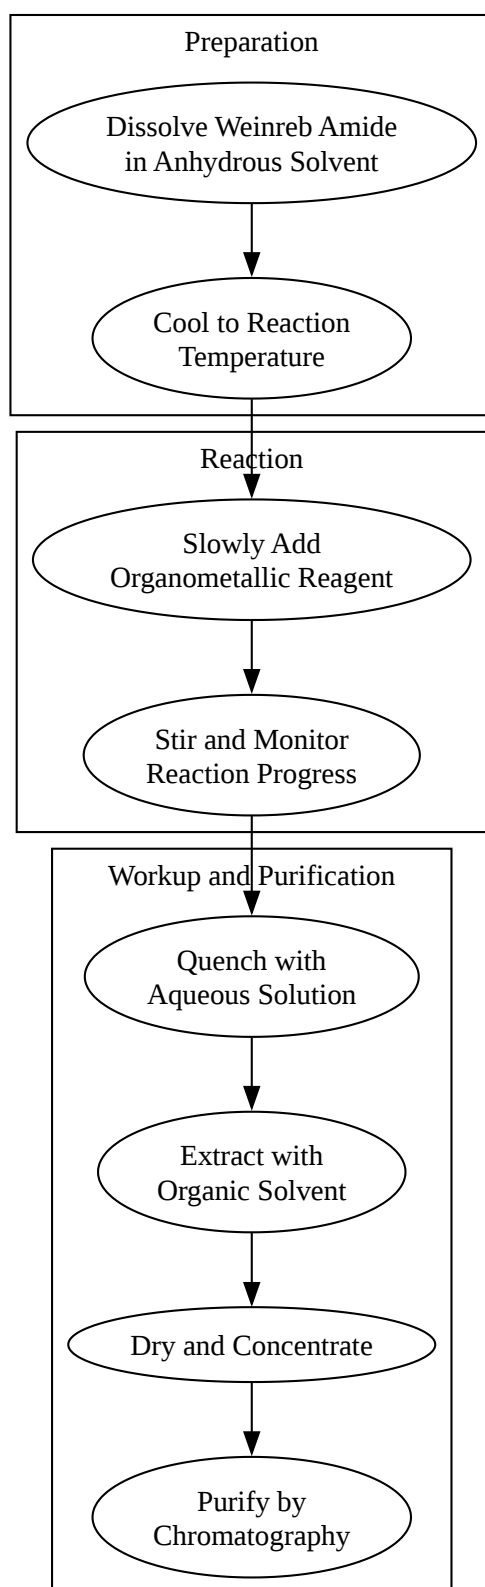 Preparation
Dissolve Weinreb Amide
in Anhydrous Solvent
Cool to Reaction
Temperature
Reaction
Slowly Add
Organometallic Reagent
Stir and Monitor
Reaction Progress
Workup and Purification
Quench with
Aqueous Solution
Extract with
Organic Solvent
Dry and Concentrate
Purify by
Chromatography